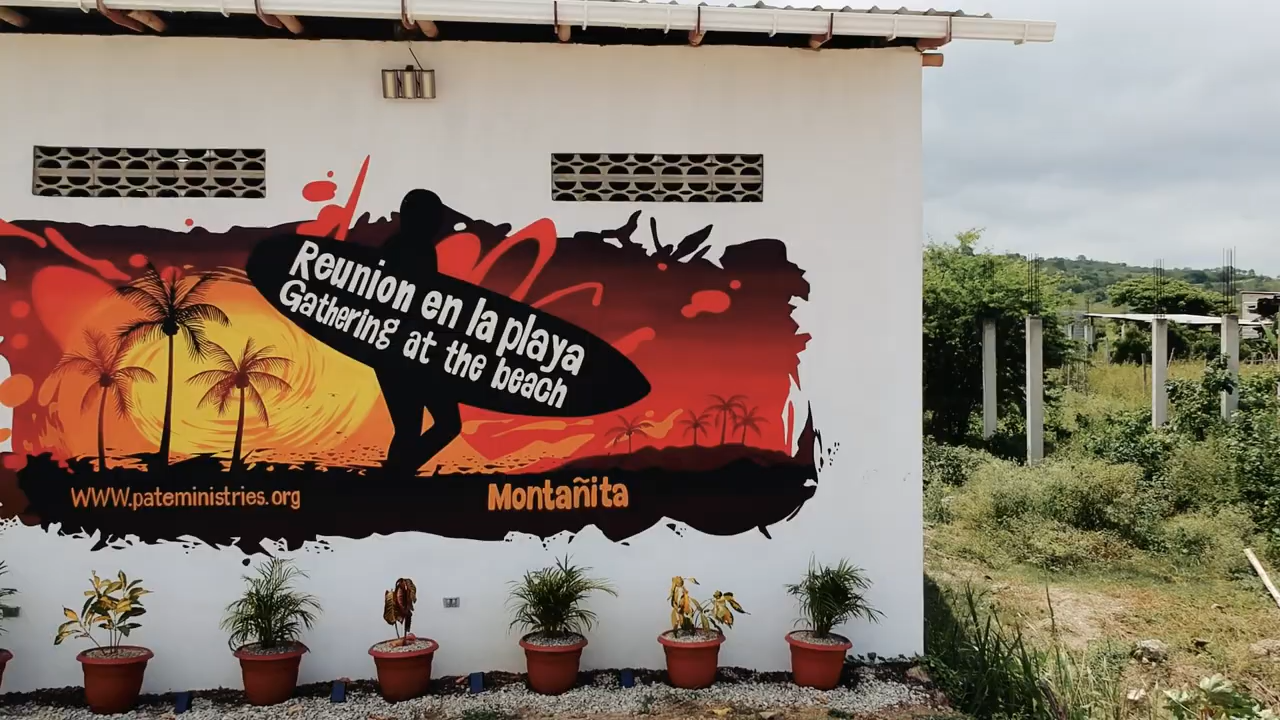 Reunion en la playa
Gathering at the beach
WWW.pateministries.org
Montañita